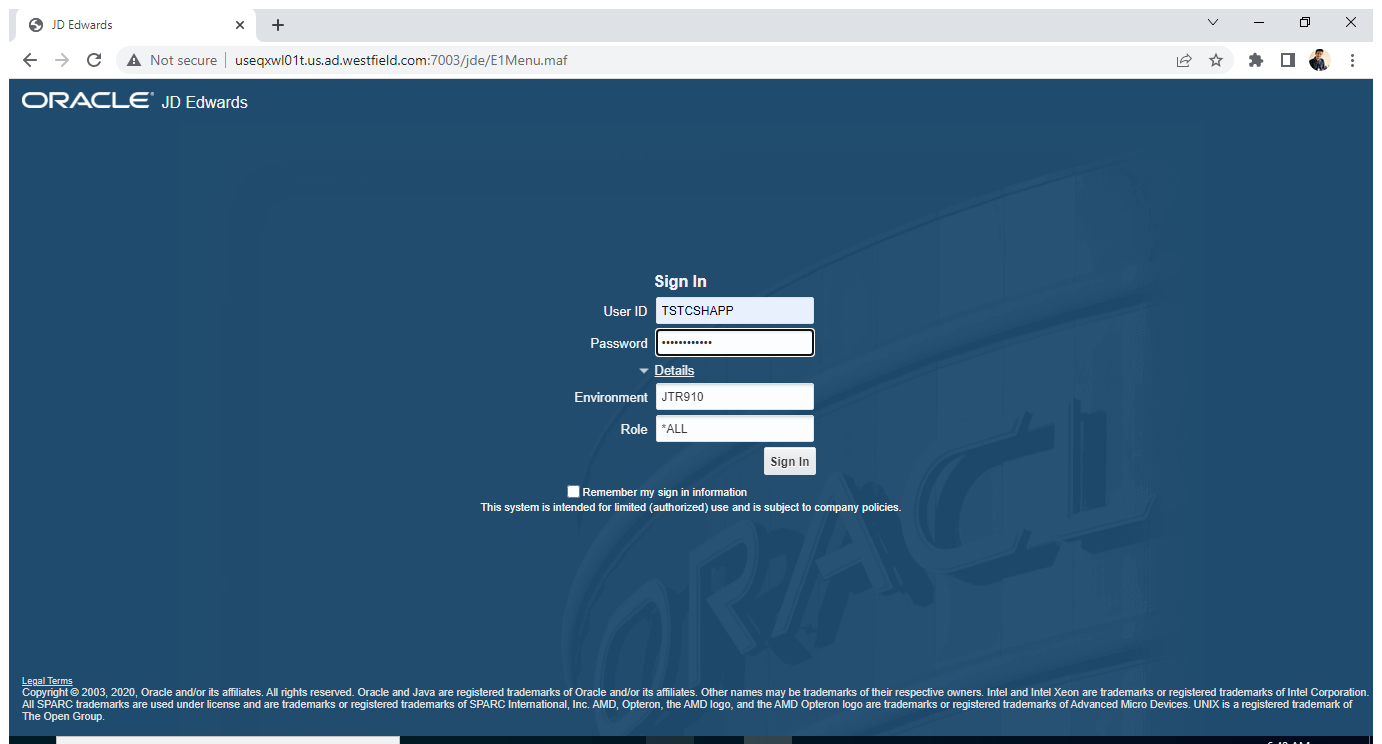 JD Edwards
Not secure useqxwl01t.us.ad.westfield.com:7003/jde/E1Menu.maf
ORACLE® JD Edwards
Sign In
User ID TSTCSHAPP
Password ••••••••••••
Details
Environment JTR910
Role *ALL
Sign In
Remember my sign in information
This system is intended for limited (authorized) use and is subject to company policies.
ORACL
Legal Terms
Copyright © 2003, 2020, Oracle and/or its affiliates. All rights reserved. Oracle and Java are registered trademarks of Oracle and/or its affiliates. Other names may be trademarks of their respective owners. Intel and Intel Xeon are trademarks or registered trademarks of Intel Corporation.
All SPARC trademarks are used under license and are trademarks or registered trademarks of SPARC International, Inc. AMD, Opteron, the AMD logo, and the AMD Opteron logo are trademarks or registered trademarks of Advanced Micro Devices. UNIX is a registered trademark of
The Open Group.